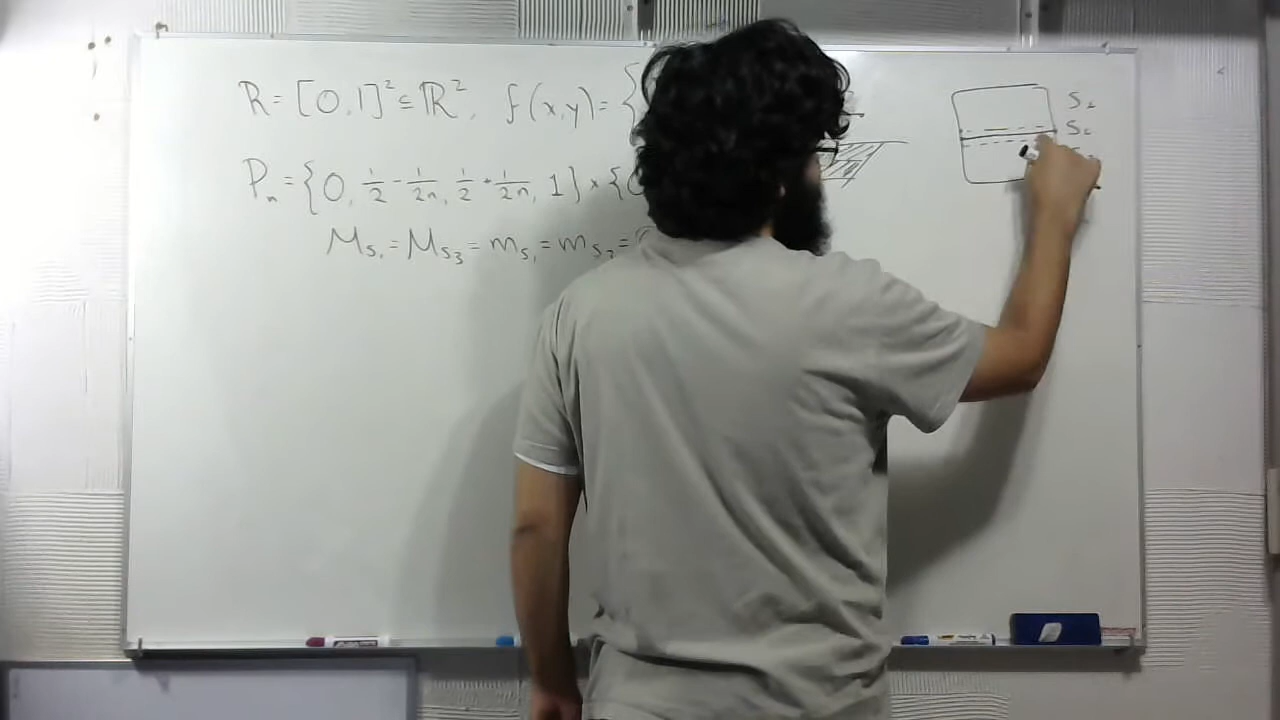 R = [0,1]² ⊆ ℝ², f(x,y) = {
Pₙ = {0, 1/2 - 1/2n, 1/2 + 1/2n, 1} × {0
M_S₁ = M_S₃ = m_S₁ = m_S₂ =
S₂